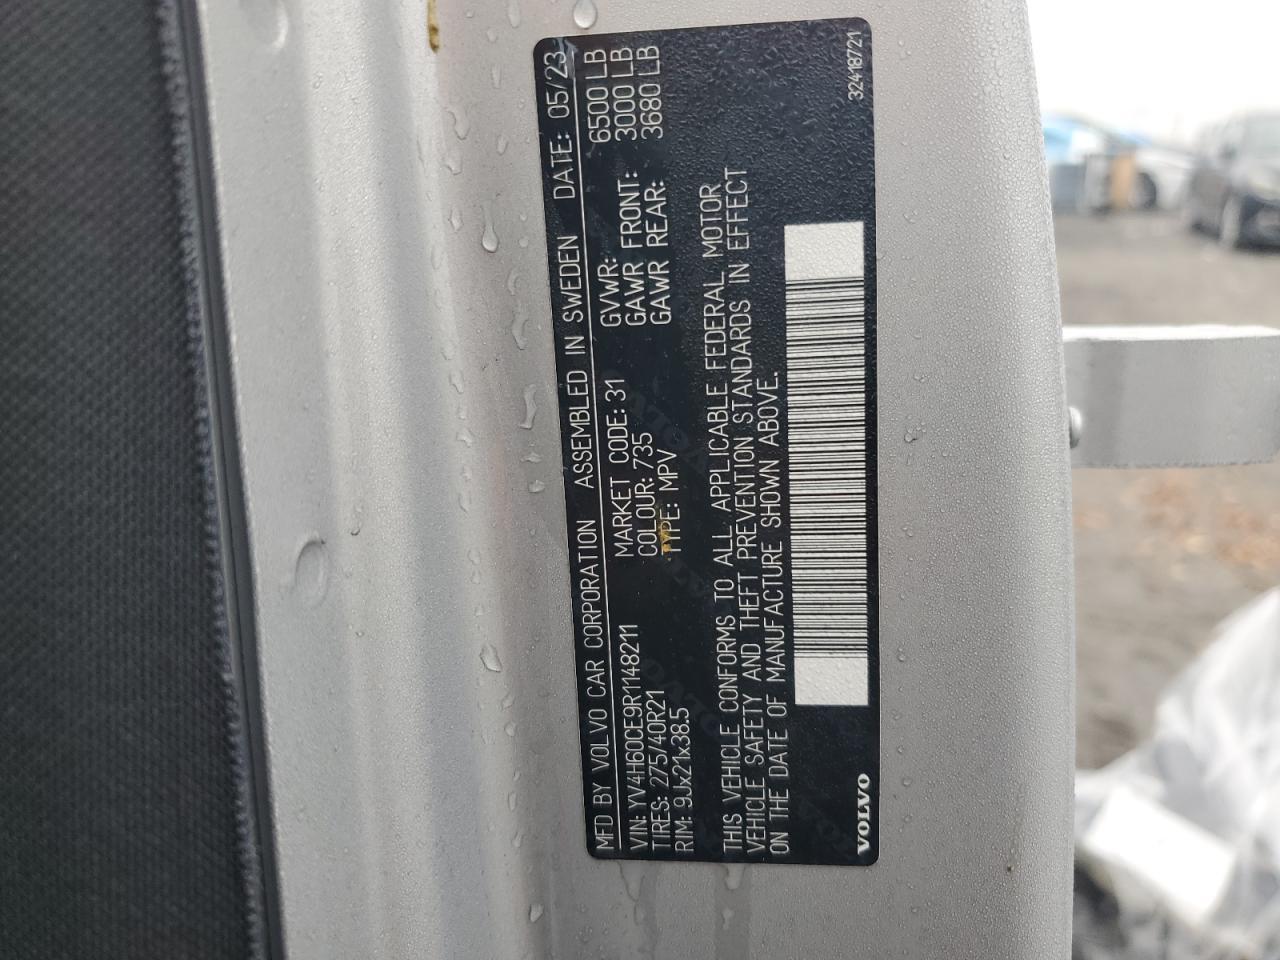 MFD BY VOLVO CAR CORPORATION ASSEMBLED IN SWEDEN DATE: 05/23
VIN: YV4H60CE9R1148211 MARKET CODE: 31 GVWR: 6500 LB
TIRES: 275/40R21 COLOUR: 735 GAWR FRONT: 3000 LB
RIM: 9Jx21x38.5 TYPE: MPV GAWR REAR: 3680 LB
THIS VEHICLE CONFORMS TO ALL APPLICABLE FEDERAL MOTOR
VEHICLE SAFETY AND THEFT PREVENTION STANDARDS IN EFFECT
ON THE DATE OF MANUFACTURE SHOWN ABOVE.
VOLVO 32418721